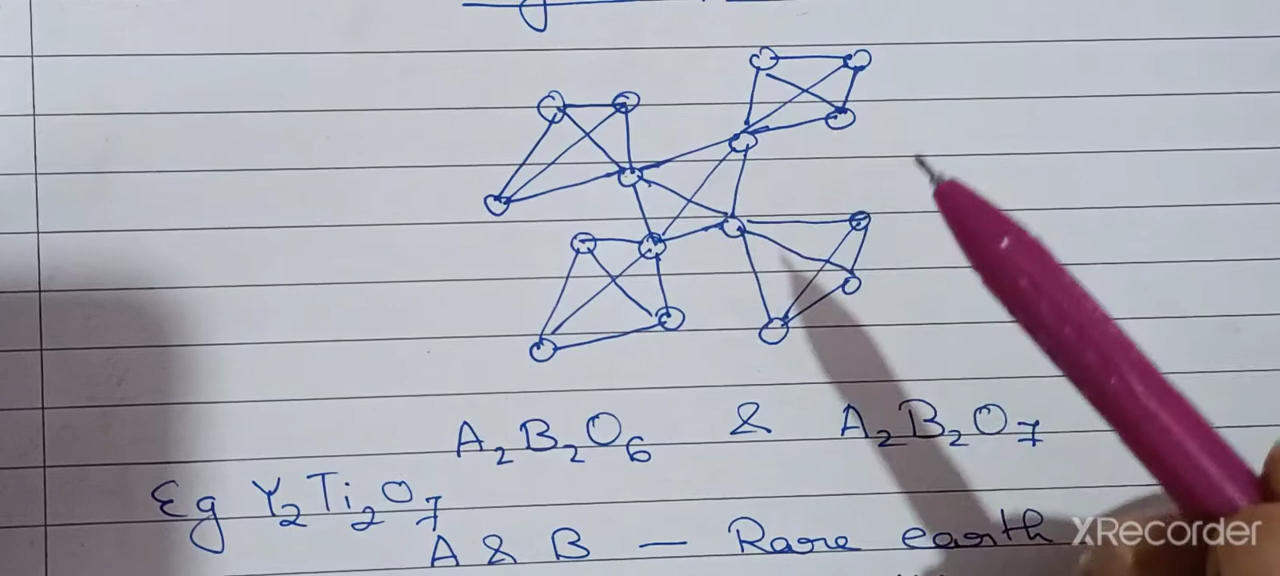 A₂B₂O₆ & A₂B₂O₇
Eg Y₂Ti₂O₇
A & B — Rare earth
XRecorder